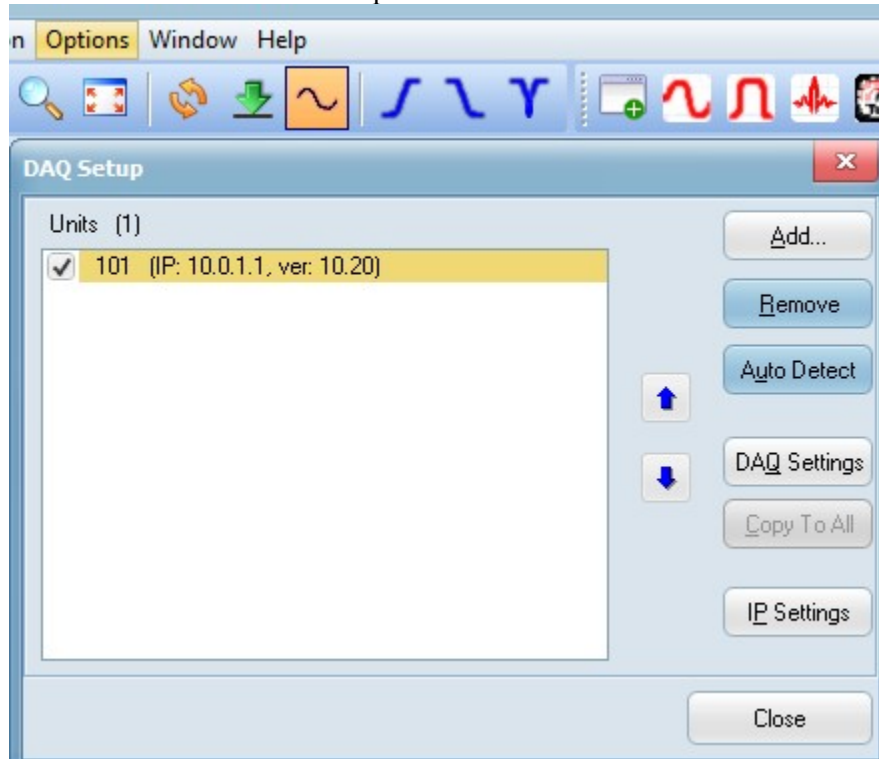 n Options Window Help
DAQ Setup
Units (1)
101 (IP: 10.0.1.1, ver: 10.20)
Add...
Remove
Auto Detect
DAQ Settings
Copy To All
IP Settings
Close